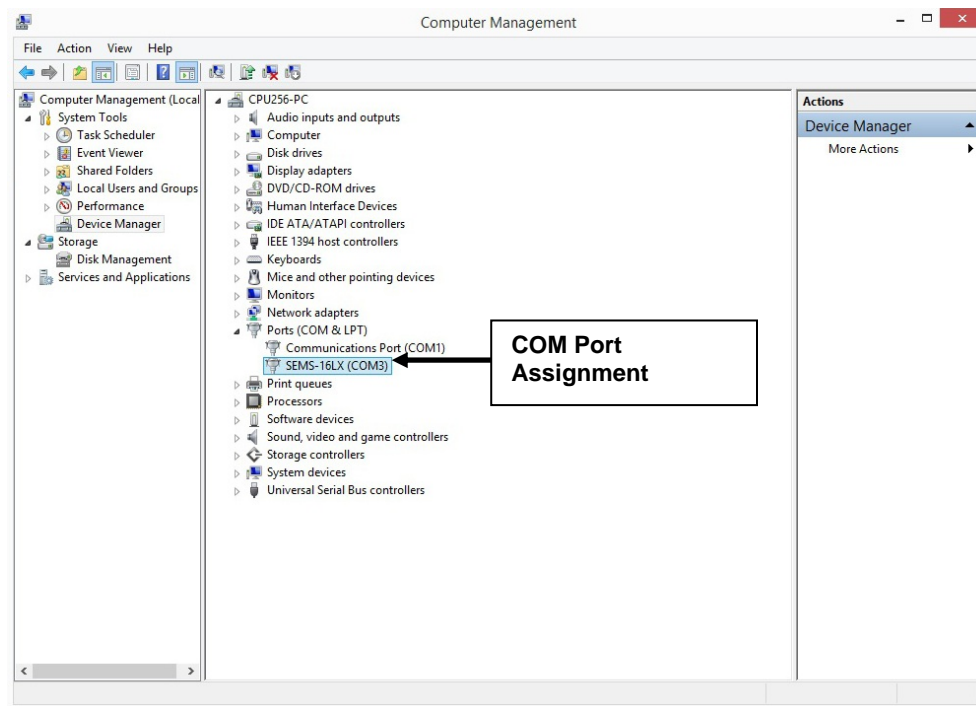 Computer Management
File Action View Help
Computer Management (Local
System Tools
Task Scheduler
Event Viewer
Shared Folders
Local Users and Groups
Performance
Device Manager
Storage
Disk Management
Services and Applications
CPU256-PC
Audio inputs and outputs
Computer
Disk drives
Display adapters
DVD/CD-ROM drives
Human Interface Devices
IDE ATA/ATAPI controllers
IEEE 1394 host controllers
Keyboards
Mice and other pointing devices
Monitors
Network adapters
Ports (COM & LPT)
Communications Port (COM1)
SEMS-16LX (COM3)
Print queues
Processors
Software devices
Sound, video and game controllers
Storage controllers
System devices
Universal Serial Bus controllers
COM Port
Assignment
Actions
Device Manager
More Actions